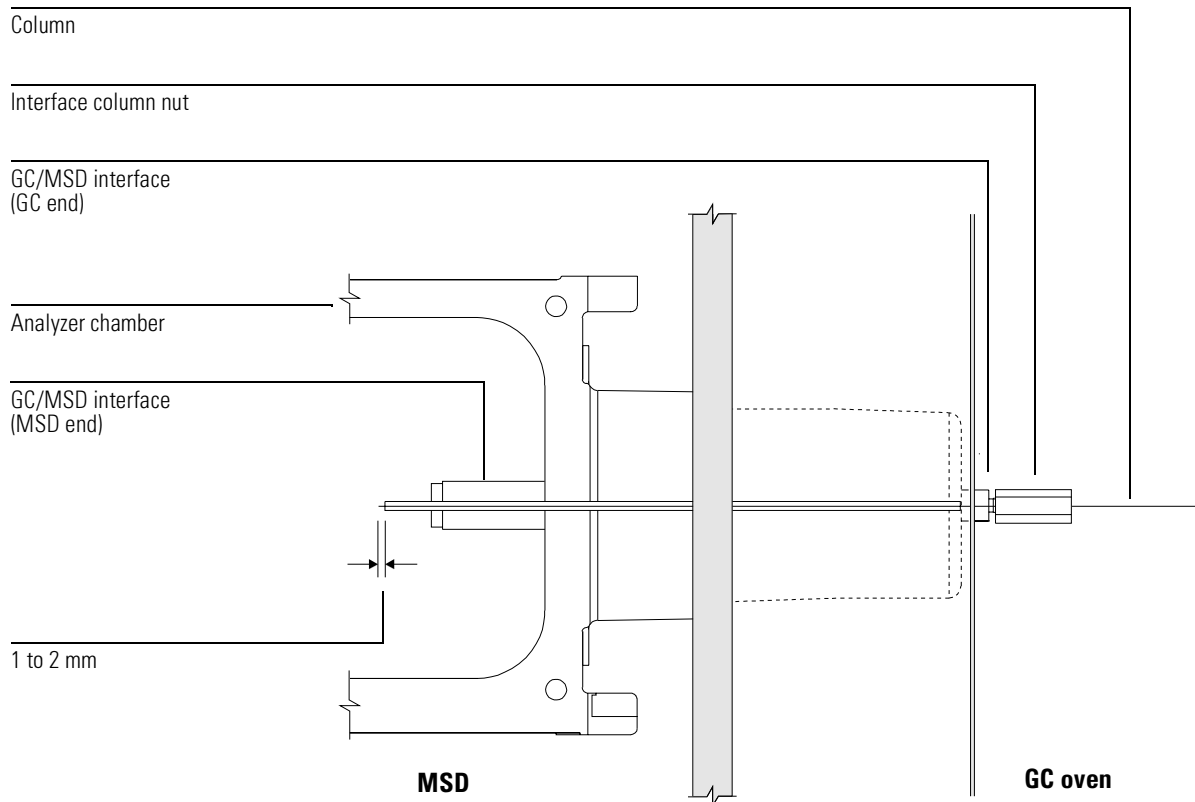 Column
Interface column nut
GC/MSD interface
(GC end)
Analyzer chamber
GC/MSD interface
(MSD end)
1 to 2 mm
MSD
GC oven